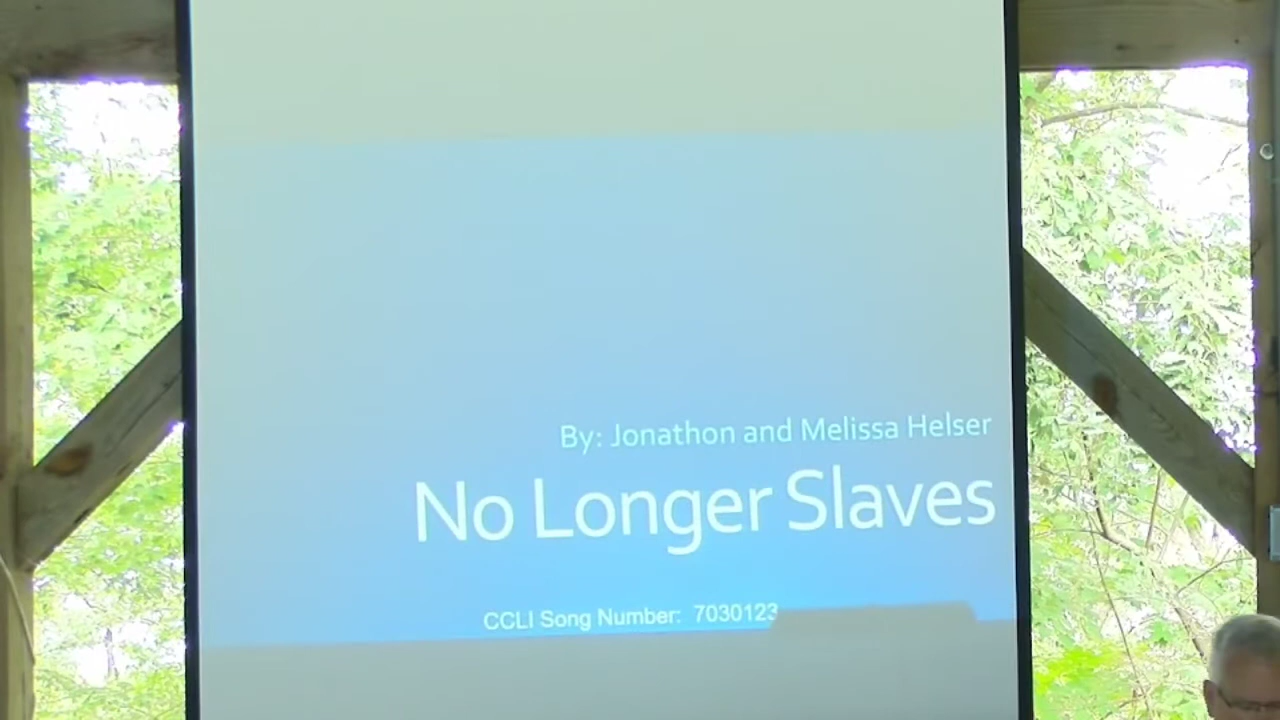 By: Jonathon and Melissa Helser
No Longer Slaves
CCLI Song Number: 7030123